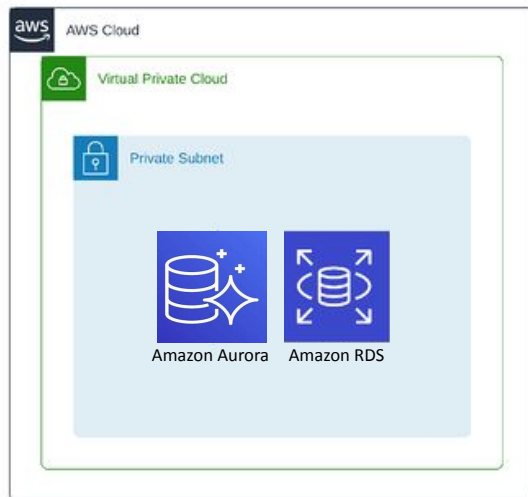 aws
AWS Cloud
Virtual Private Cloud
Private Subnet
Amazon Aurora
Amazon RDS